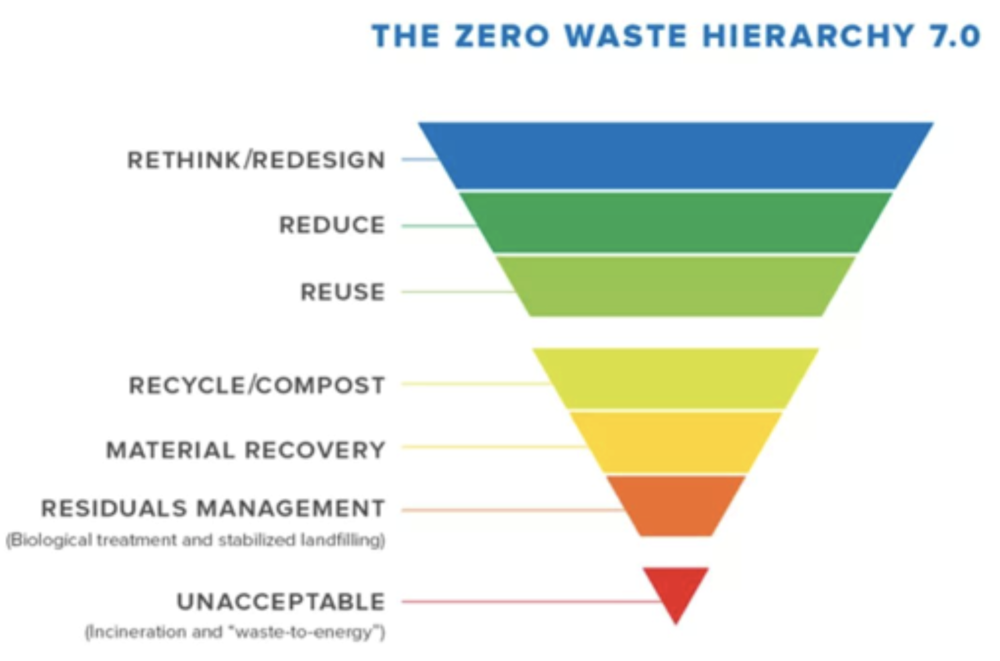 THE ZERO WASTE HIERARCHY 7.0
RETHINK/REDESIGN
REDUCE
REUSE
RECYCLE/COMPOST
MATERIAL RECOVERY
RESIDUALS MANAGEMENT
(Biological treatment and stabilized landfilling)
UNACCEPTABLE
(Incineration and “waste-to-energy”)